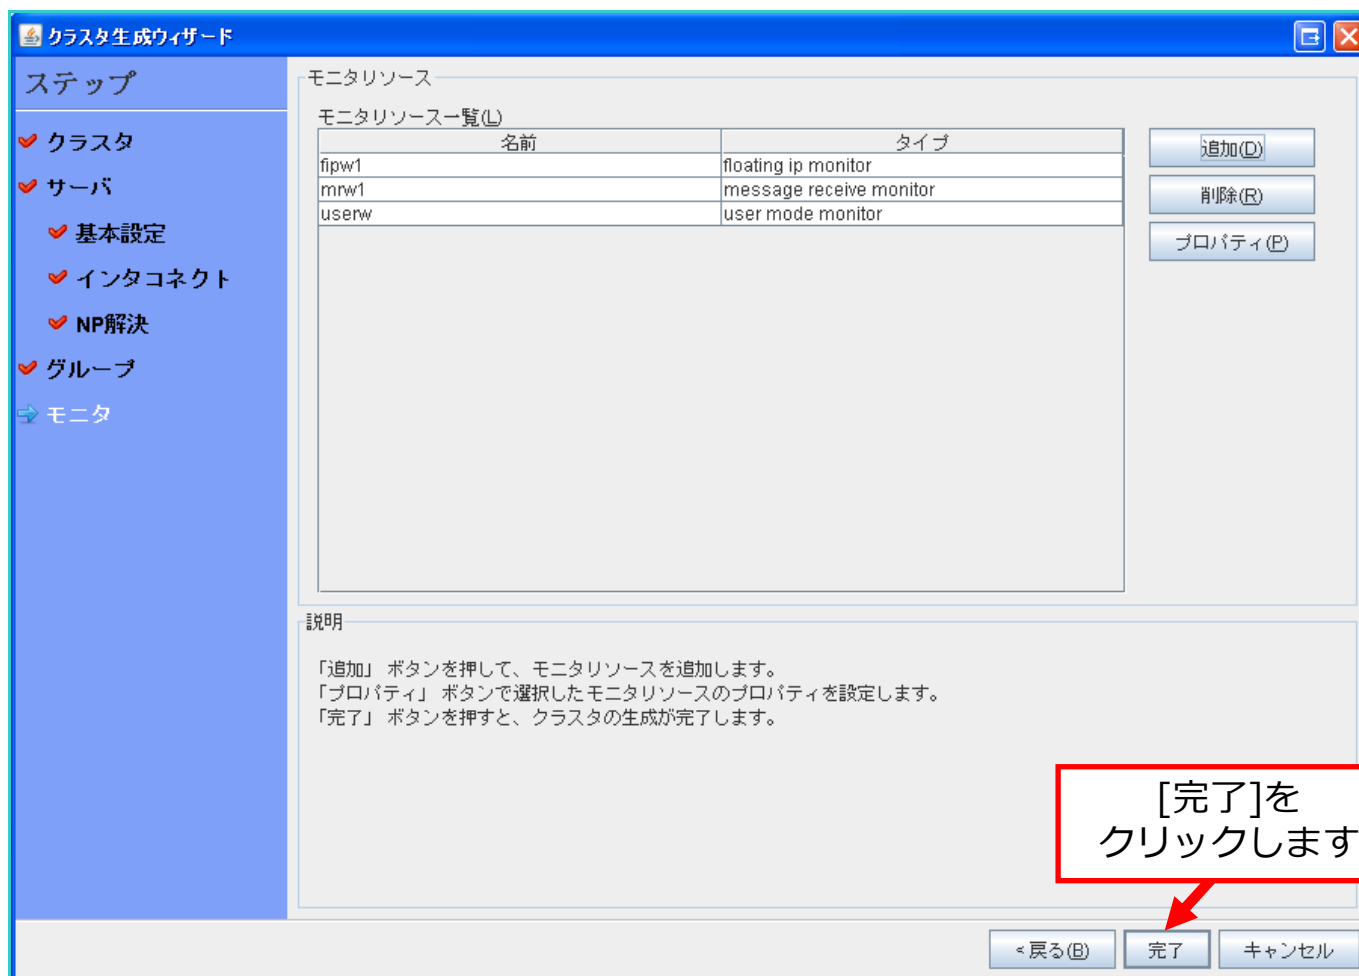 クラスタ生成ウィザード
ステップ
クラスタ
サーバ
基本設定
インタコネクト
NP解決
グループ
モニタ
モニタリソース
モニタリソース一覧(L)
名前 タイプ
fipw1 floating ip monitor
mrw1 message receive monitor
userw user mode monitor
追加(D)
削除(R)
プロパティ(P)
説明
「追加」 ボタンを押して、モニタリソースを追加します。
「プロパティ」 ボタンで選択したモニタリソースのプロパティを設定します。
「完了」 ボタンを押すと、クラスタの生成が完了します。
[完了]を
クリックします
<戻る(B) 完了 キャンセル